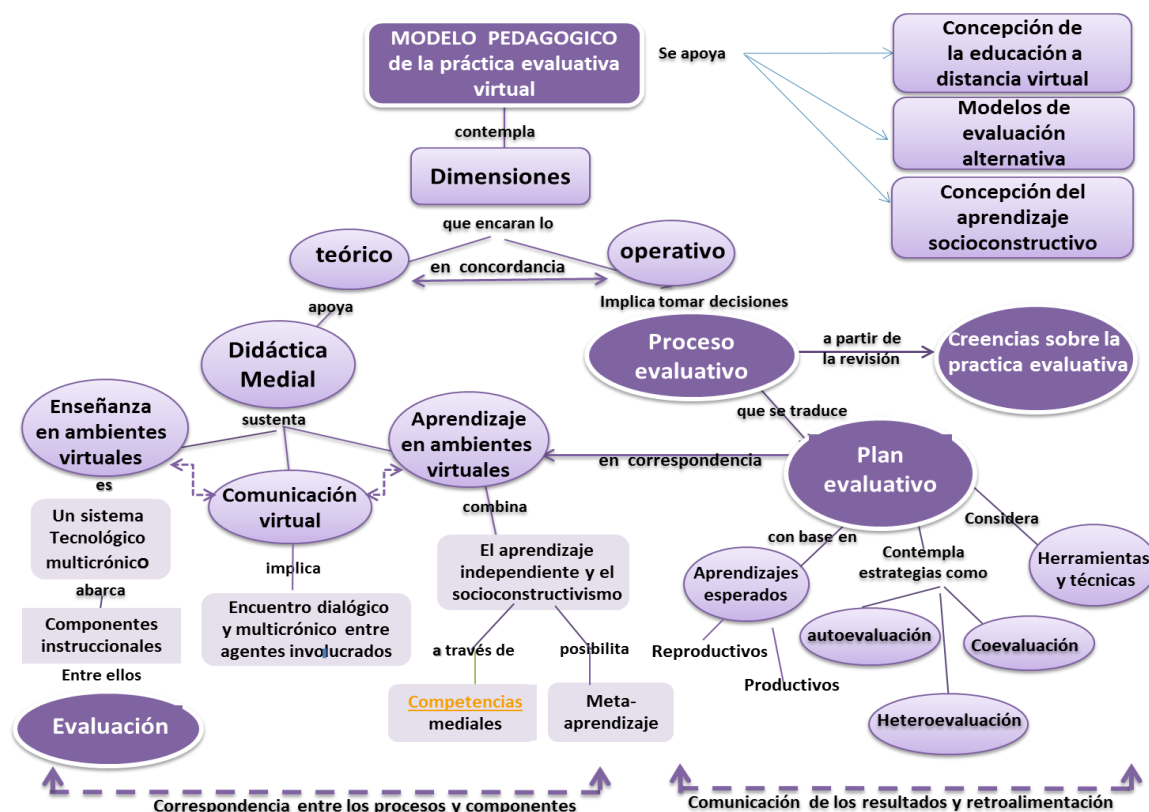 MODELO PEDAGOGICO
de la práctica evaluativa
virtual
Se apoya
Concepción de
la educación a
distancia virtual
Modelos de
evaluación
alternativa
Concepción del
aprendizaje
socioconstructivo
contempla
Dimensiones
que encaran lo
teórico
en concordancia
operativo
apoya
Implica tomar decisiones
Didáctica
Medial
Proceso
evaluativo
a partir de
la revisión
Creencias sobre la
practica evaluativa
sustenta
que se traduce
Enseñanza
en ambientes
virtuales
Comunicación
virtual
Aprendizaje
en ambientes
virtuales
en correspondencia
Plan
evaluativo
es
Un sistema
Tecnológico
multicrónico
abarca
Componentes
instruccionales
Entre ellos
Evaluación
implica
Encuentro dialógico
y multicrónico entre
agentes involucrados
combina
El aprendizaje
independiente y el
socioconstructivismo
a través de
posibilita
Competencias
mediales
Meta-
aprendizaje
con base en
Aprendizajes
esperados
Reproductivos
Productivos
Contempla
estrategias como
autoevaluación
Coevaluación
Heteroevaluación
Considera
Herramientas
y técnicas
Correspondencia entre los procesos y componentes
Comunicación de los resultados y retroalimentación